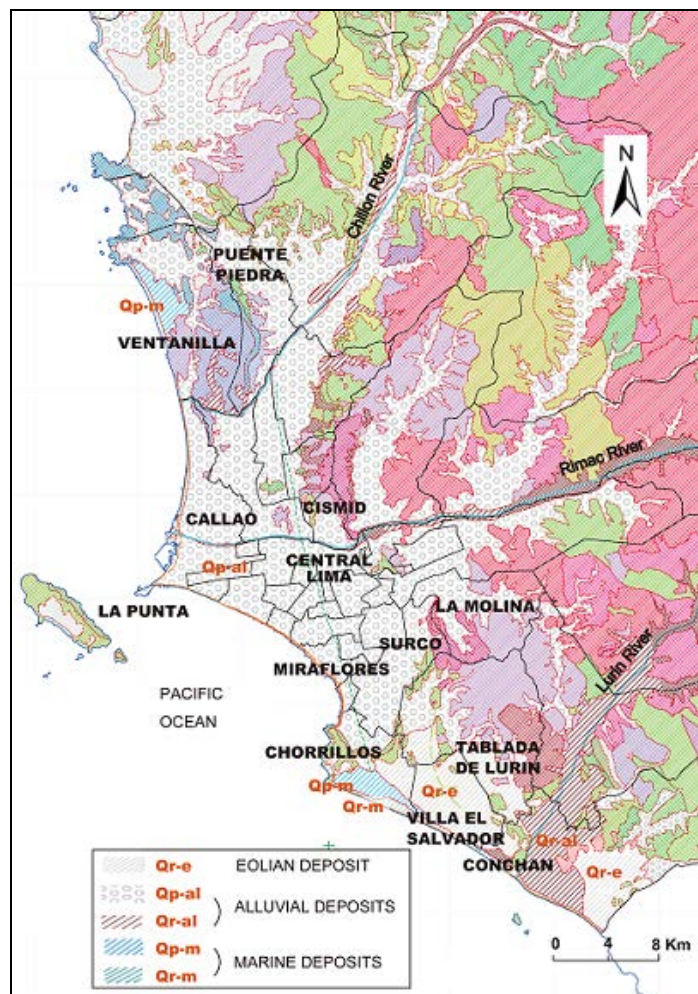 N
Chillon River
PUENTE
PIEDRA
Qp-m
VENTANILLA
Rimac River
CALLAO
CISMID
CENTRAL
LIMA
Qp-al
LA PUNTA
LA MOLINA
SURCO
Lurin River
MIRAFLORES
PACIFIC
OCEAN
CHORRILLOS
TABLADA
DE LURIN
Qp-m
Qr-e
Qr-m
VILLA EL
SALVADOR
Qr-al
CONCHAN
Qr-e
Qr-e EOLIAN DEPOSIT
Qp-al
ALLUVIAL DEPOSITS
Qr-al
Qp-m
MARINE DEPOSITS
Qr-m
0 4 8 Km